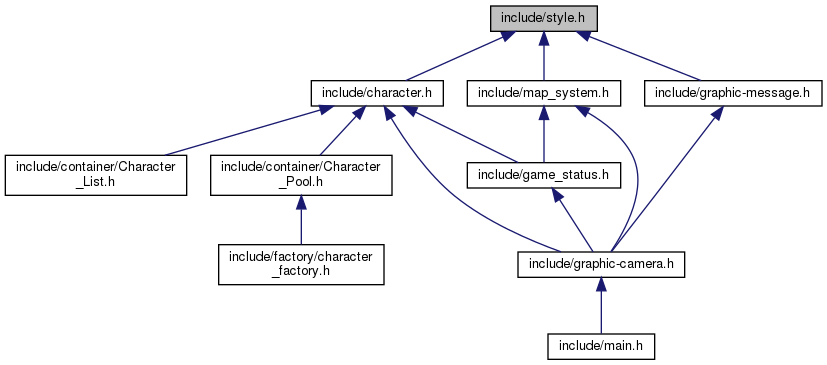 include/style.h
include/character.h
include/map_system.h
include/graphic-message.h
include/container/Character
_List.h
include/container/Character
_Pool.h
include/game_status.h
include/factory/character
_factory.h
include/graphic-camera.h
include/main.h